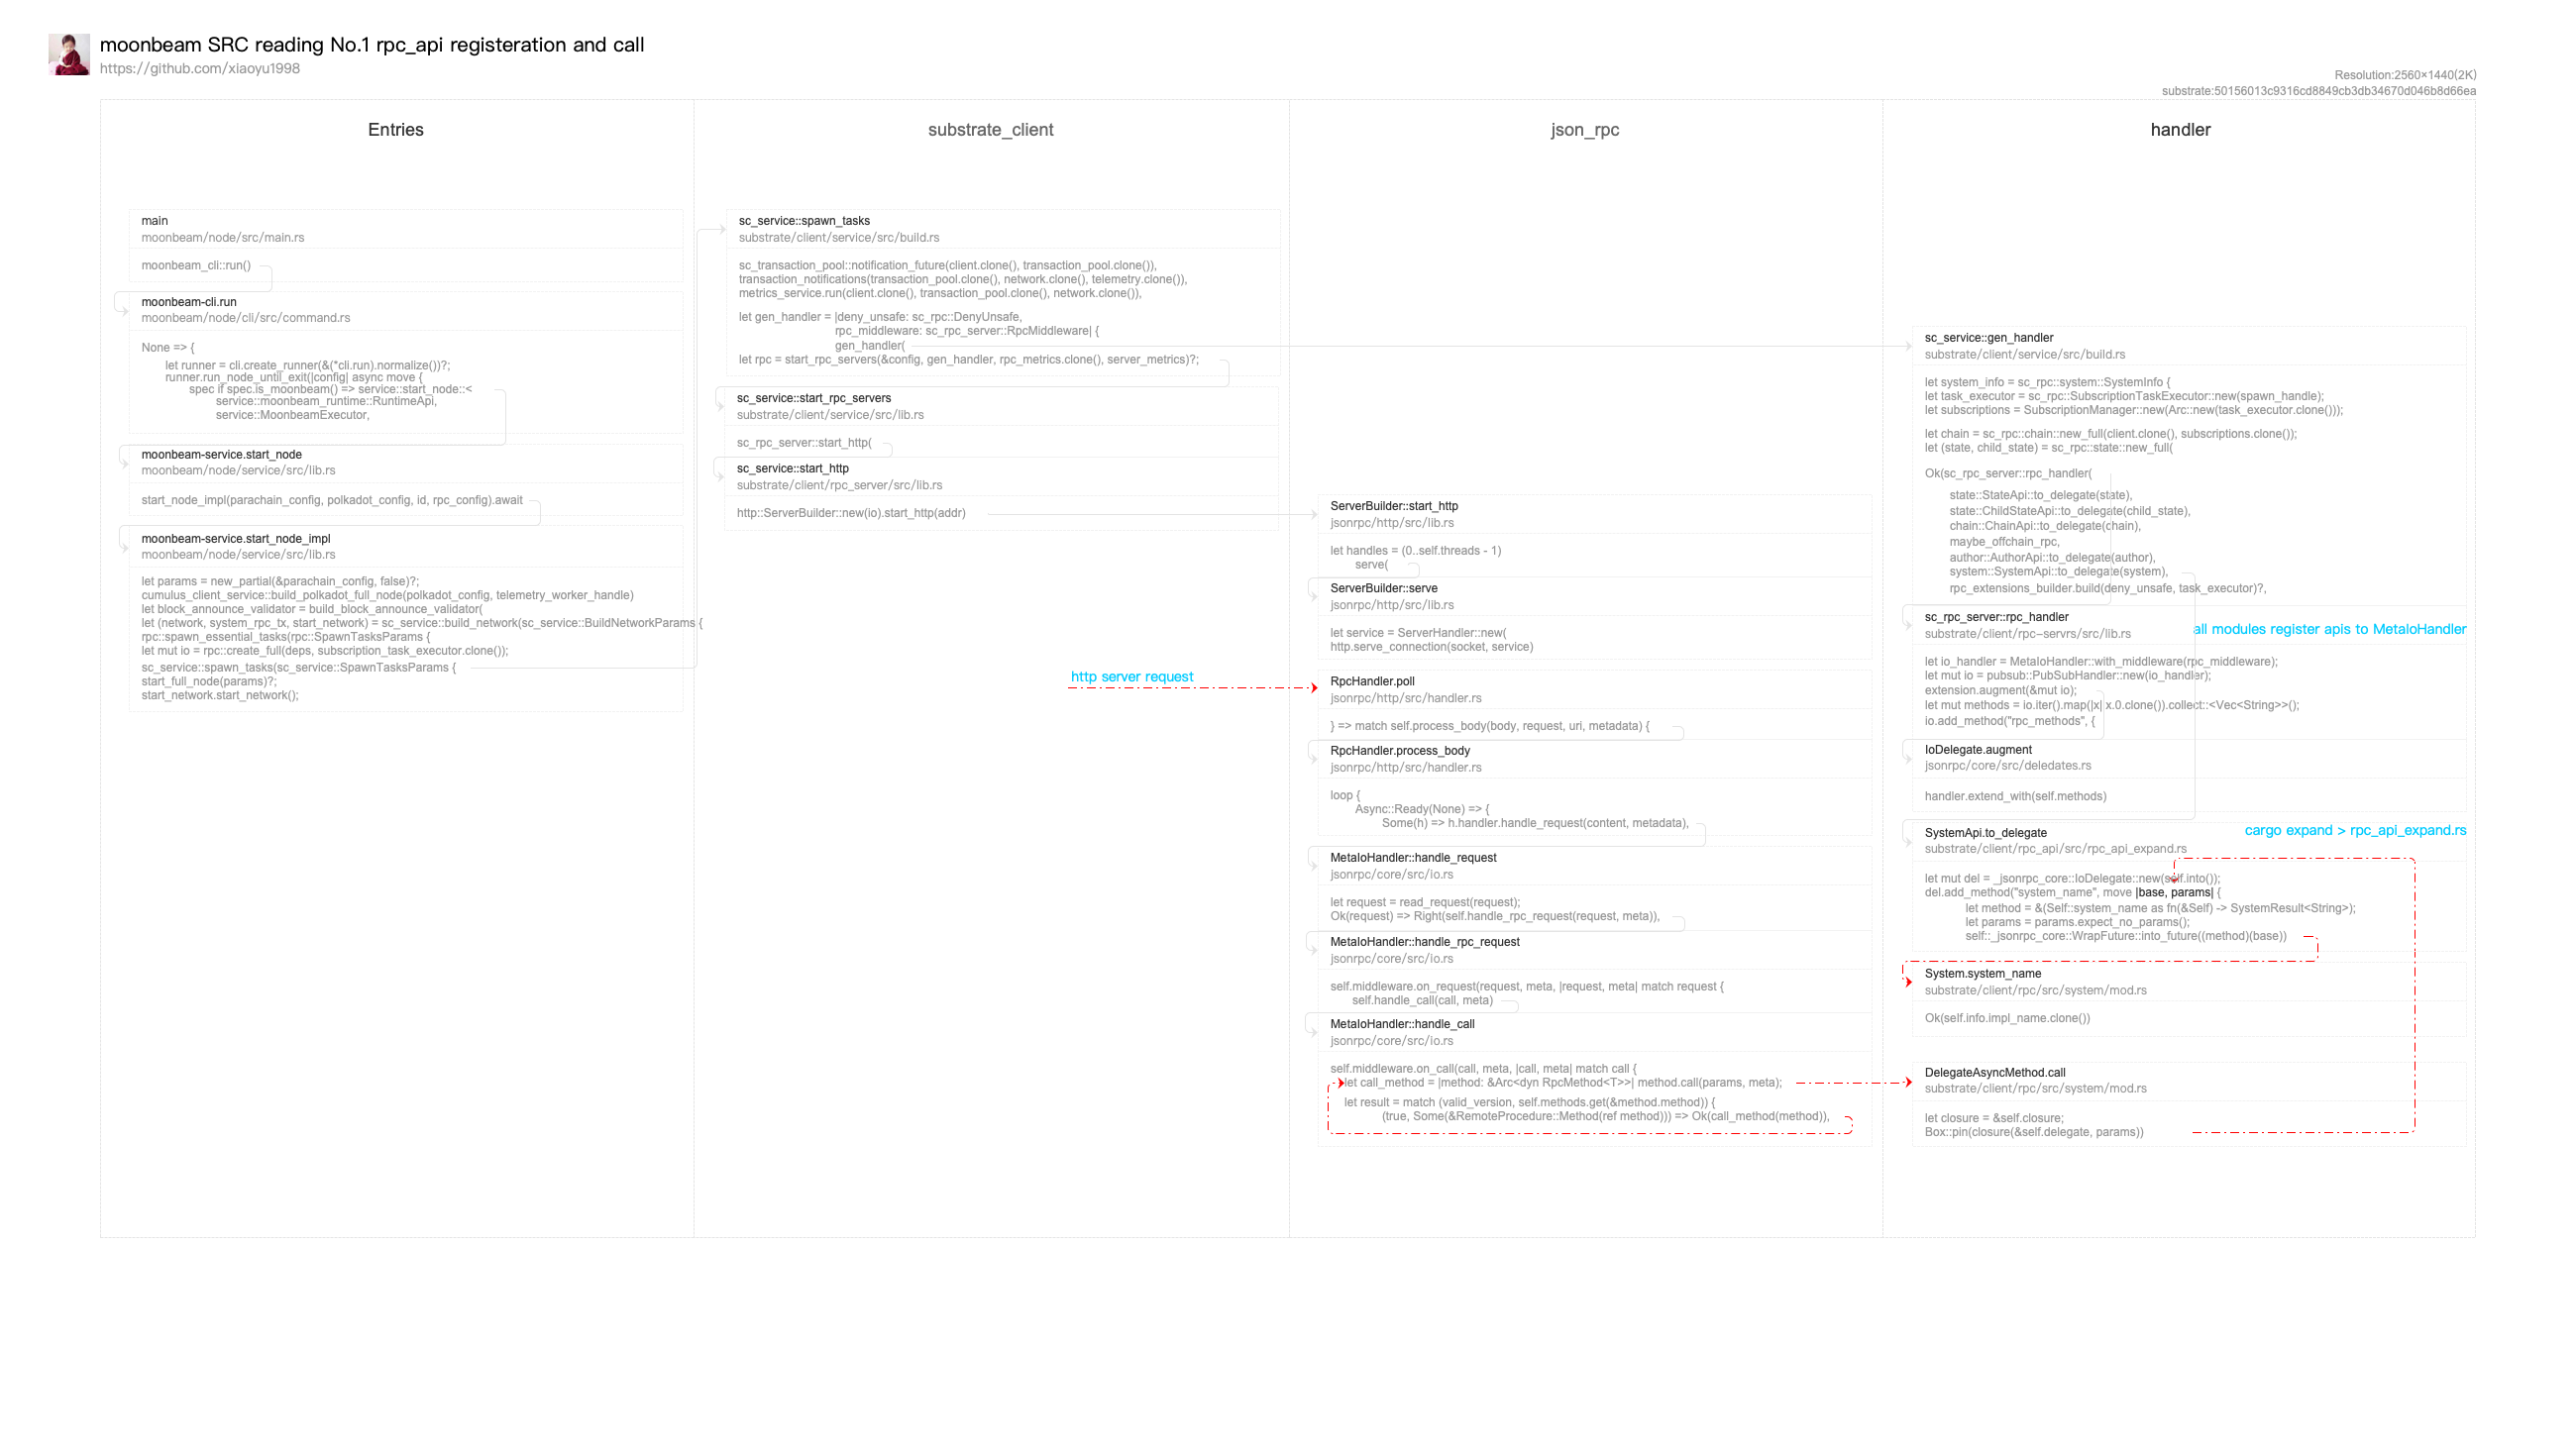 moonbeam SRC reading No.1 rpc_api registeration and call
https://github.com/xiaoyu1998
Resolution:2560×1440(2K)
substrate:50156013c9316cd8849cb3db34670d046b8d66ea
Entries
main
moonbeam/node/src/main.rs
moonbeam_cli::run()
moonbeam-cli.run
moonbeam/node/cli/src/command.rs
None => {
let runner = cli.create_runner(&(*cli.run).normalize())?;
runner.run_node_until_exit(|config| async move {
spec if spec.is_moonbeam() => service::start_node::<
service::moonbeam_runtime::RuntimeApi,
service::MoonbeamExecutor,
moonbeam-service.start_node
moonbeam/node/service/src/lib.rs
start_node_impl(parachain_config, polkadot_config, id, rpc_config).await
moonbeam-service.start_node_impl
moonbeam/node/service/src/lib.rs
let params = new_partial(&parachain_config, false)?;
cumulus_client_service::build_polkadot_full_node(polkadot_config, telemetry_worker_handle)
let block_announce_validator = build_block_announce_validator(
let (network, system_rpc_tx, start_network) = sc_service::build_network(sc_service::BuildNetworkParams {
rpc::spawn_essential_tasks(rpc::SpawnTasksParams {
let mut io = rpc::create_full(deps, subscription_task_executor.clone());
sc_service::spawn_tasks(sc_service::SpawnTasksParams {
start_full_node(params)?;
start_network.start_network();
substrate_client
sc_service::spawn_tasks
substrate/client/service/src/build.rs
sc_transaction_pool::notification_future(client.clone(), transaction_pool.clone()),
transaction_notifications(transaction_pool.clone(), network.clone(), telemetry.clone()),
metrics_service.run(client.clone(), transaction_pool.clone(), network.clone()),
let gen_handler = |deny_unsafe: sc_rpc::DenyUnsafe,
rpc_middleware: sc_rpc_server::RpcMiddleware| {
gen_handler(
let rpc = start_rpc_servers(&config, gen_handler, rpc_metrics.clone(), server_metrics)?;
sc_service::start_rpc_servers
substrate/client/service/src/lib.rs
sc_rpc_server::start_http(
sc_service::start_http
substrate/client/rpc_server/src/lib.rs
http::ServerBuilder::new(io).start_http(addr)
http server request
json_rpc
ServerBuilder::start_http
jsonrpc/http/src/lib.rs
let handles = (0..self.threads - 1)
serve(
ServerBuilder::serve
jsonrpc/http/src/lib.rs
let service = ServerHandler::new(
http.serve_connection(socket, service)
RpcHandler.poll
jsonrpc/http/src/handler.rs
} => match self.process_body(body, request, uri, metadata) {
RpcHandler.process_body
jsonrpc/http/src/handler.rs
loop {
Async::Ready(None) => {
Some(h) => h.handler.handle_request(content, metadata),
MetaIoHandler::handle_request
jsonrpc/core/src/io.rs
let request = read_request(request);
Ok(request) => Right(self.handle_rpc_request(request, meta)),
MetaIoHandler::handle_rpc_request
jsonrpc/core/src/io.rs
self.middleware.on_request(request, meta, |request, meta| match request {
self.handle_call(call, meta)
MetaIoHandler::handle_call
jsonrpc/core/src/io.rs
self.middleware.on_call(call, meta, |call, meta| match call {
let call_method = |method: &Arc<dyn RpcMethod<T>>| method.call(params, meta);
let result = match (valid_version, self.methods.get(&method.method)) {
(true, Some(&RemoteProcedure::Method(ref method))) => Ok(call_method(method)),
handler
sc_service::gen_handler
substrate/client/service/src/build.rs
let system_info = sc_rpc::system::SystemInfo {
let task_executor = sc_rpc::SubscriptionTaskExecutor::new(spawn_handle);
let subscriptions = SubscriptionManager::new(Arc::new(task_executor.clone()));
let chain = sc_rpc::chain::new_full(client.clone(), subscriptions.clone());
let (state, child_state) = sc_rpc::state::new_full(
Ok(sc_rpc_server::rpc_handler(
state::StateApi::to_delegate(state),
state::ChildStateApi::to_delegate(child_state),
chain::ChainApi::to_delegate(chain),
maybe_offchain_rpc,
author::AuthorApi::to_delegate(author),
system::SystemApi::to_delegate(system),
rpc_extensions_builder.build(deny_unsafe, task_executor)?,
sc_rpc_server::rpc_handler
substrate/client/rpc-servrs/src/lib.rs
all modules register apis to MetaIoHandler
let io_handler = MetaIoHandler::with_middleware(rpc_middleware);
let mut io = pubsub::PubSubHandler::new(io_handler);
extension.augment(&mut io);
let mut methods = io.iter().map(|x| x.0.clone()).collect::<Vec<String>>();
io.add_method("rpc_methods", {
IoDelegate.augment
jsonrpc/core/src/deledates.rs
handler.extend_with(self.methods)
SystemApi.to_delegate
cargo expand > rpc_api_expand.rs
substrate/client/rpc_api/src/rpc_api_expand.rs
let mut del = _jsonrpc_core::IoDelegate::new(self.into());
del.add_method("system_name", move |base, params| {
let method = &(Self::system_name as fn(&Self) -> SystemResult<String>);
let params = params.expect_no_params();
self::_jsonrpc_core::WrapFuture::into_future((method)(base))
System.system_name
substrate/client/rpc/src/system/mod.rs
Ok(self.info.impl_name.clone())
DelegateAsyncMethod.call
substrate/client/rpc/src/system/mod.rs
let closure = &self.closure;
Box::pin(closure(&self.delegate, params))